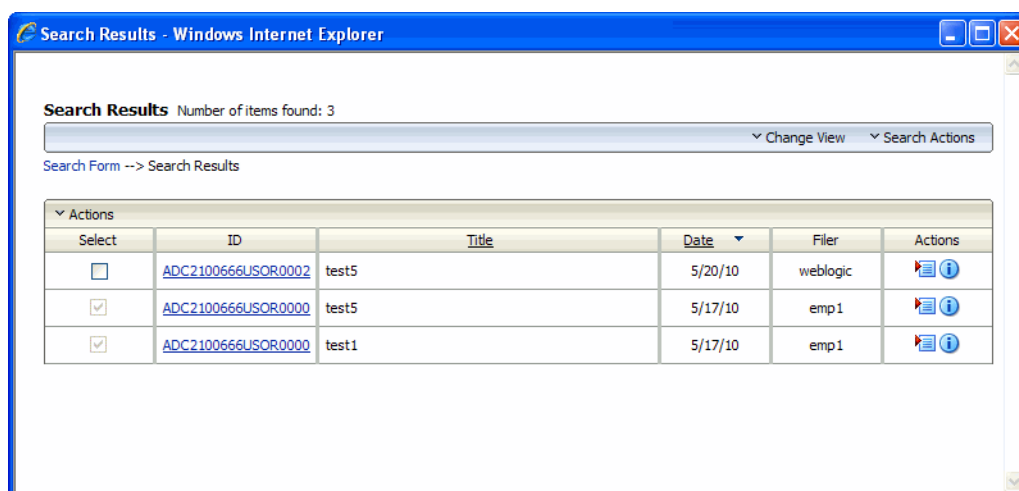 Search Results - Windows Internet Explorer
Search Results Number of items found: 3
Change View Search Actions
Search Form --> Search Results
Actions
Select ID Title Date Filer Actions
ADC2100666USOR0002 test5 5/20/10 weblogic
ADC2100666USOR0000 test5 5/17/10 emp1
ADC2100666USOR0000 test1 5/17/10 emp1